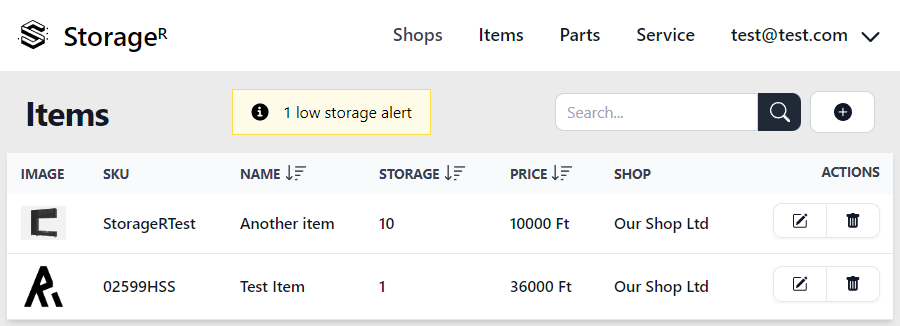 Storageᴿ Shops Items Parts Service test@test.com
Items 1 low storage alert Search...
IMAGE SKU NAME STORAGE PRICE SHOP ACTIONS
StorageRTest Another item 10 10000 Ft Our Shop Ltd
02599HSS Test Item 1 36000 Ft Our Shop Ltd